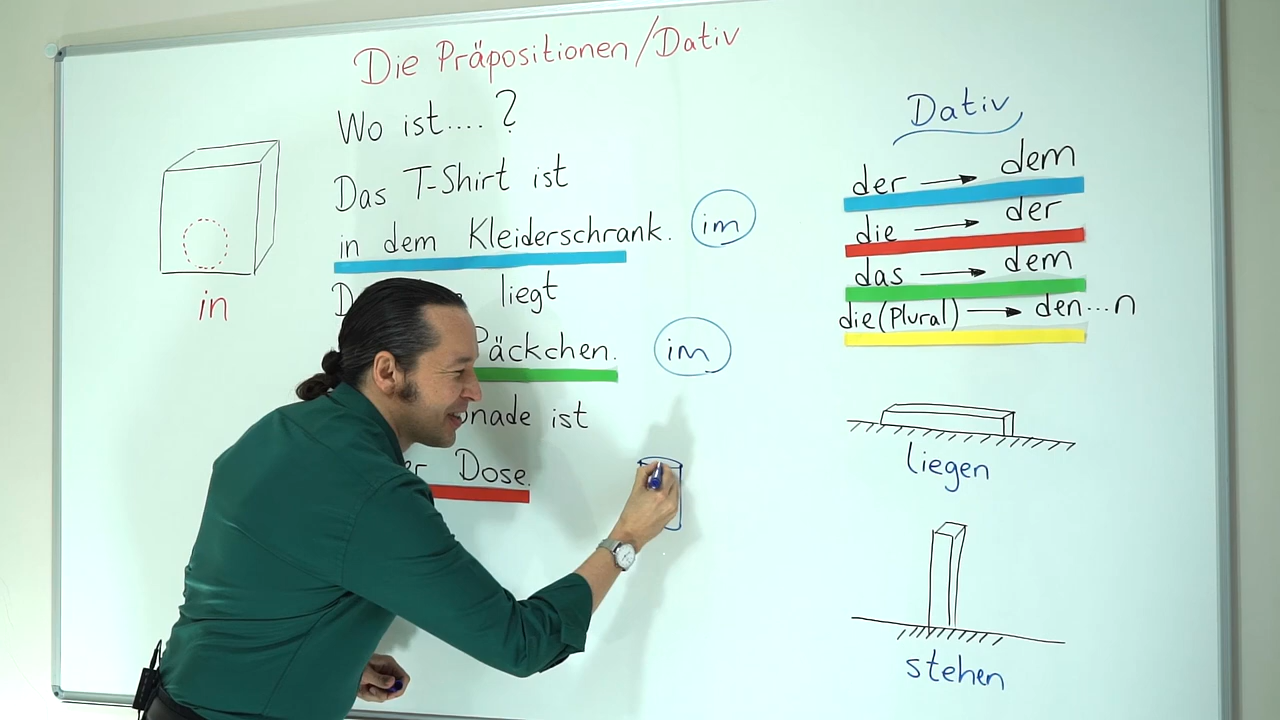 Die Präpositionen/Dativ
Wo ist.... ?
Das T-Shirt ist
in dem Kleiderschrank. im
liegt
Päckchen. im
ist
Dose.
in
Dativ
der → dem
die → der
das → dem
die (Plural) → den...n
liegen
stehen